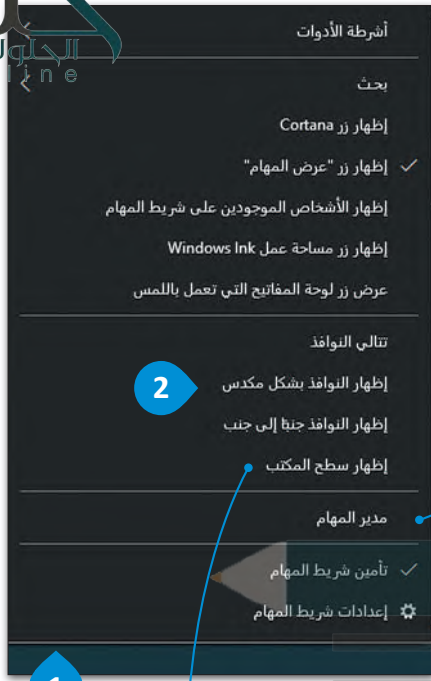 الحلول
line
أشرطة الأدوات
بحث
إظهار زر Cortana
إظهار زر "عرض المهام"
إظهار الأشخاص الموجودين على شريط المهام
إظهار زر مساحة عمل Windows Ink
عرض زر لوحة المفاتيح التي تعمل باللمس
تتالي النوافذ
إظهار النوافذ بشكل مكدس
2
إظهار النوافذ جنبًا إلى جنب
إظهار سطح المكتب
مدير المهام
تأمين شريط المهام
إعدادات شريط المهام